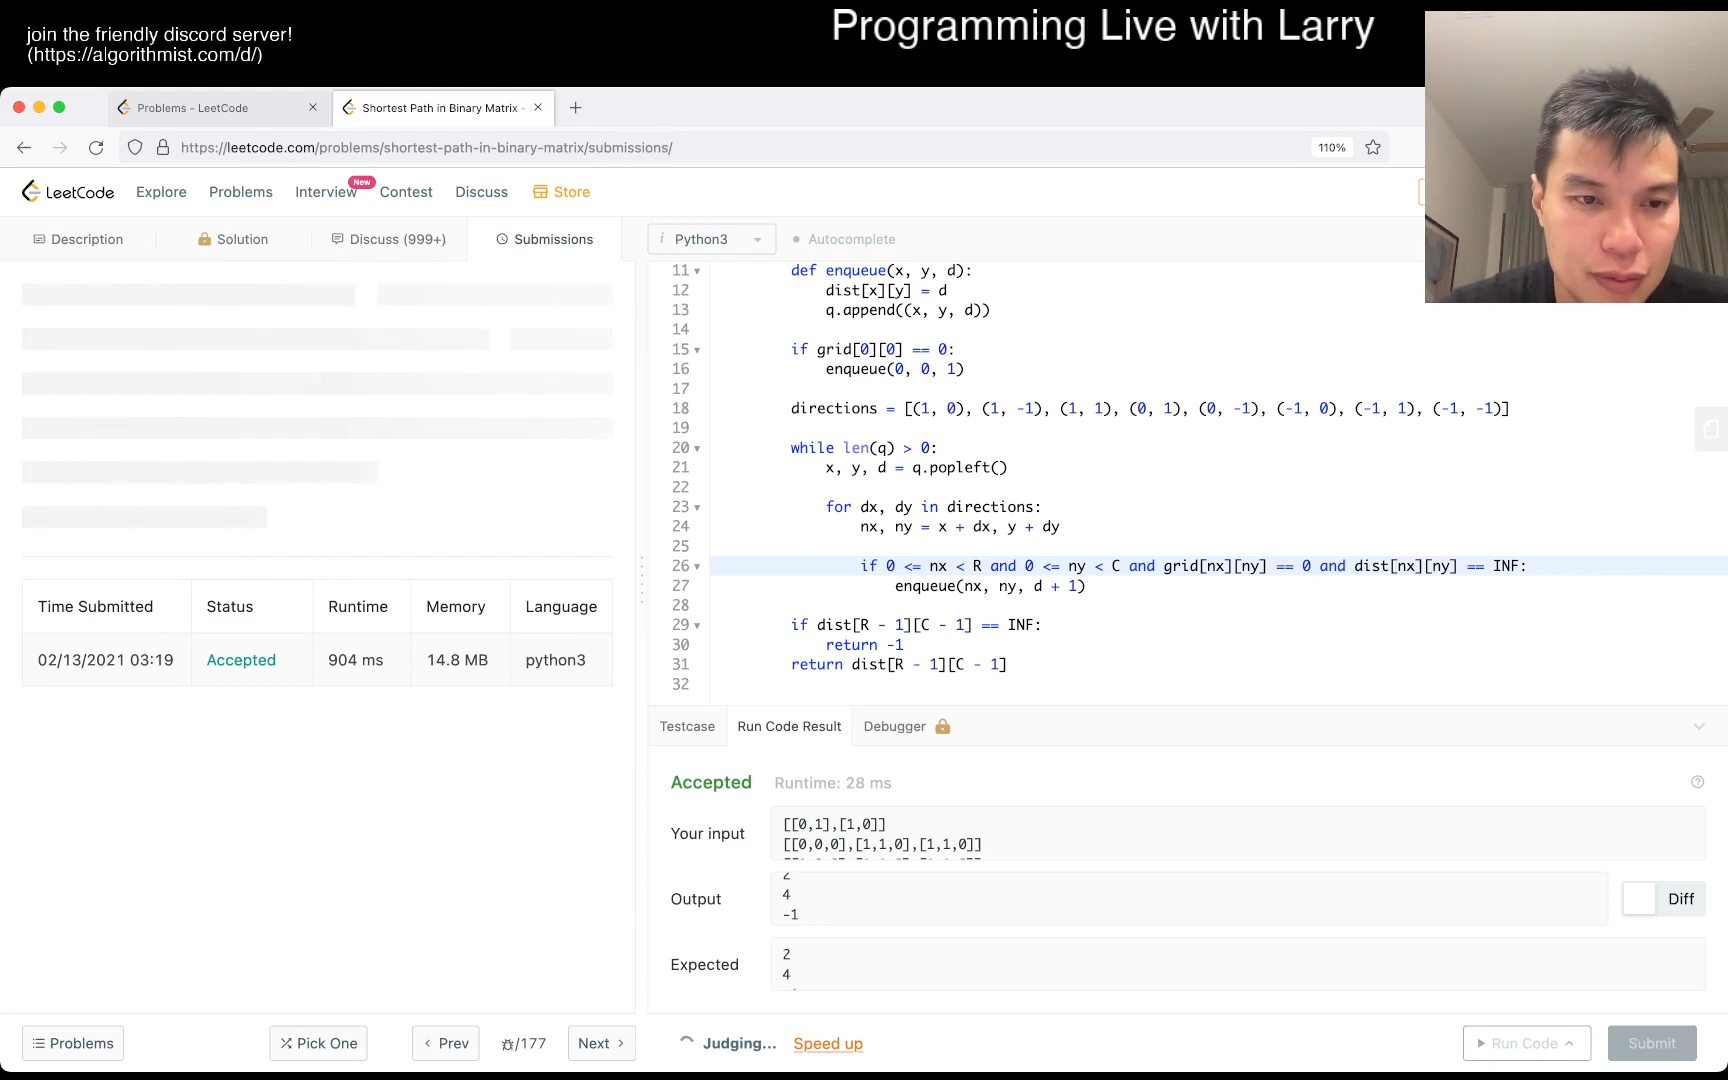 join the friendly discord server!
(https://algorithmist.com/d/)
Programming Live with Larry
Problems - LeetCode
Shortest Path in Binary Matrix -
https://leetcode.com/problems/shortest-path-in-binary-matrix/submissions/
110%
LeetCode
Explore
Problems
Interview
New
Contest
Discuss
Store
Description
Solution
Discuss (999+)
Submissions
i Python3
Autocomplete
11 def enqueue(x, y, d):
12 dist[x][y] = d
13 q.append((x, y, d))
14
15 if grid[0][0] == 0:
16 enqueue(0, 0, 1)
17
18 directions = [(1, 0), (1, -1), (1, 1), (0, 1), (0, -1), (-1, 0), (-1, 1), (-1, -1)]
19
20 while len(q) > 0:
21 x, y, d = q.popleft()
22
23 for dx, dy in directions:
24 nx, ny = x + dx, y + dy
25
26 if 0 <= nx < R and 0 <= ny < C and grid[nx][ny] == 0 and dist[nx][ny] == INF:
27 enqueue(nx, ny, d + 1)
28
29 if dist[R - 1][C - 1] == INF:
30 return -1
31 return dist[R - 1][C - 1]
32
Time Submitted Status Runtime Memory Language
02/13/2021 03:19 Accepted 904 ms 14.8 MB python3
Testcase
Run Code Result
Debugger
Accepted Runtime: 28 ms
Your input
[[0,1],[1,0]]
[[0,0,0],[1,1,0],[1,1,0]]
Output
2
4
-1
Diff
Expected
2
4
Problems
Pick One
Prev
/177
Next
Judging...
Speed up
Run Code
Submit